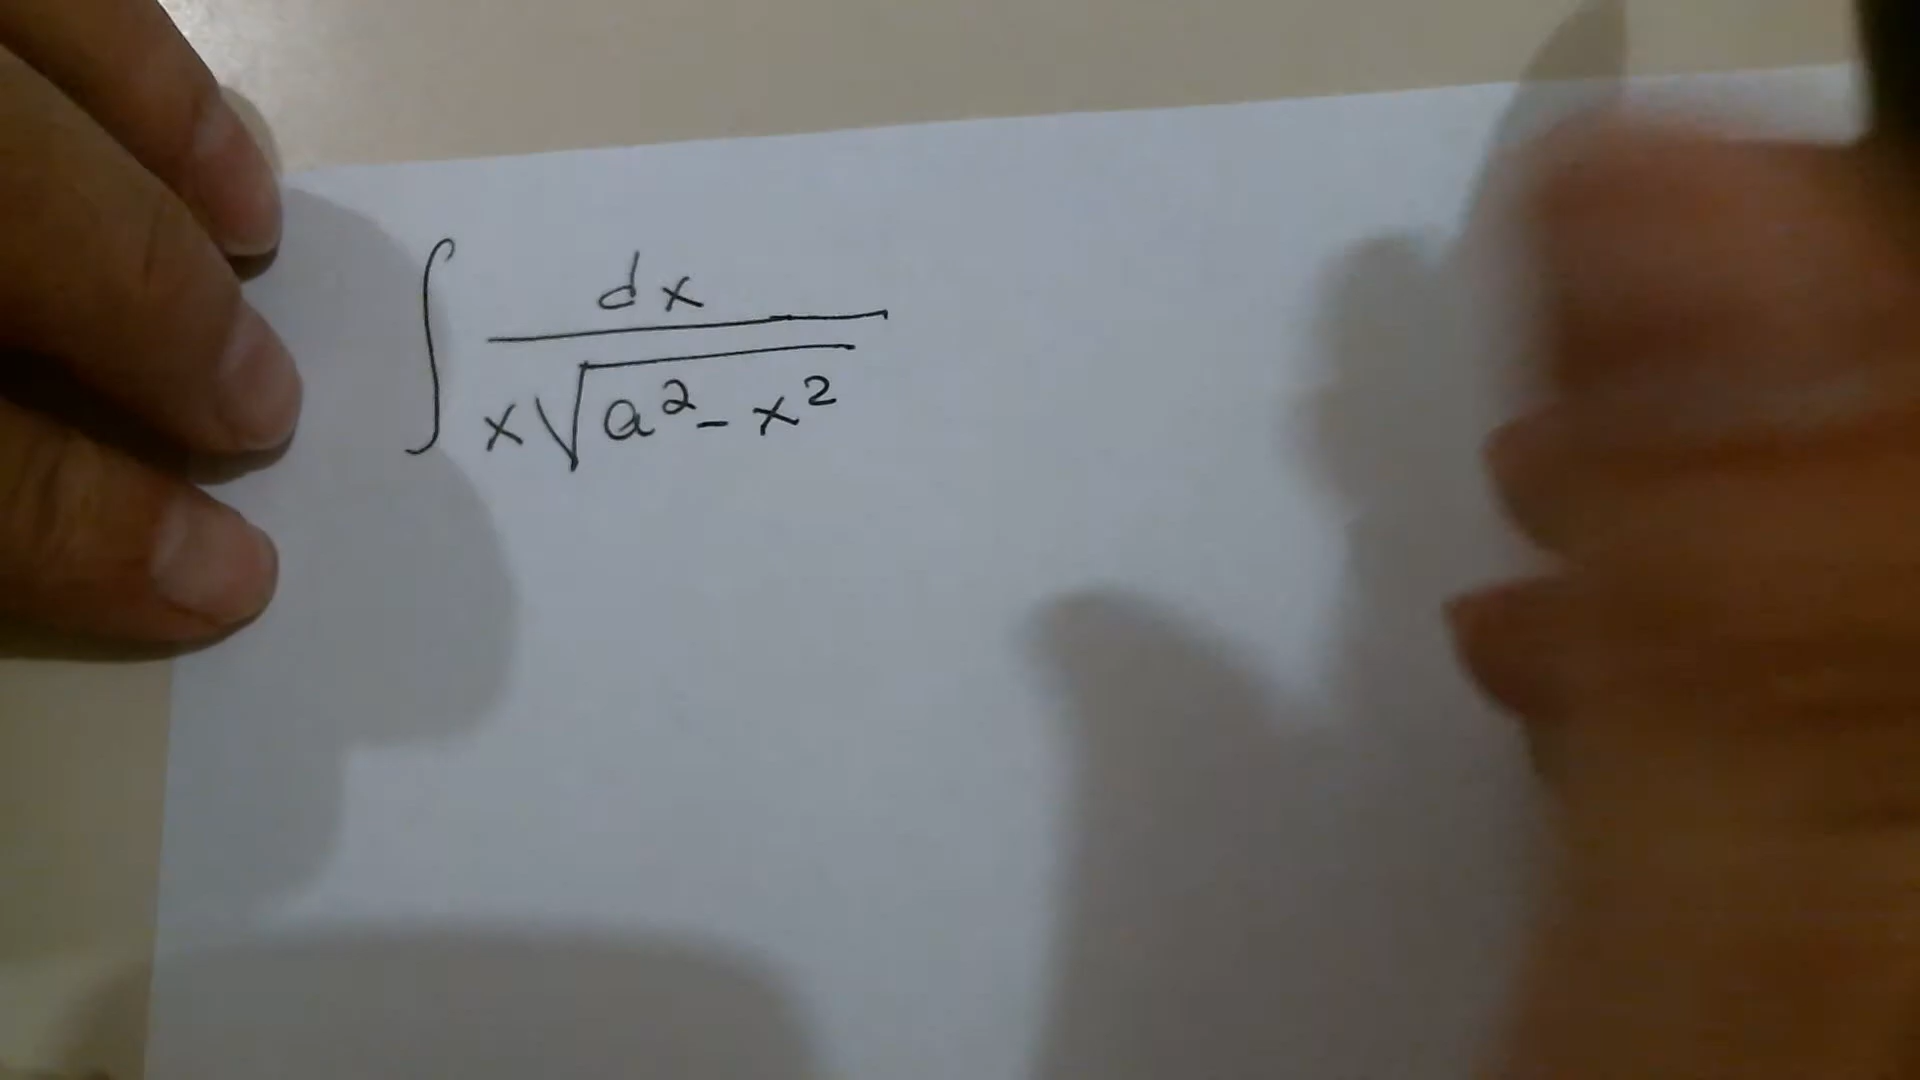 ∫ dx / x√(a² - x²)